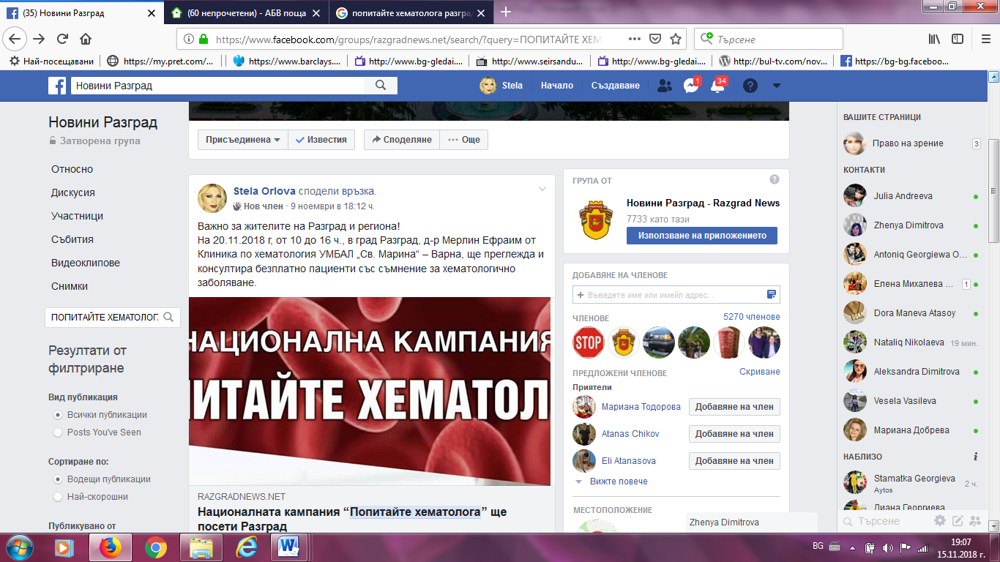 (35) Новини Разград
(60 непрочетени) - АБВ поща
попитайте хематолога разгра
https://www.facebook.com/groups/razgradnews.net/search/?query=ПОПИТАЙТЕ ХЕМ
Търсене
Най-посещавани
https://my.pret.com/...
https://www.barclays....
http://www.bg-gledai....
http://www.seirsandu...
http://www.bg-gledai....
http://bul-tv.com/nov...
https://bg-bg.faceboo...
Новини Разград
Stela
Начало
Създаване
1
34
Новини Разград
Затворена група
Относно
Дискусия
Участници
Събития
Видеоклипове
Снимки
ПОПИТАЙТЕ ХЕМАТОЛОГ
Резултати от
филтриране
Вид публикация
Всички публикации
Posts You've Seen
Сортиране по:
Водещи публикации
Най-скорошни
Публикувано от
Присъединена
Известия
Споделяне
Още
Stela Orlova сподели връзка.
Нов член · 9 ноември в 18:12 ч.
Важно за жителите на Разград и региона!
На 20.11.2018 г, от 10 до 16 ч., в град Разград, д-р Мерлин Ефраим от
Клиника по хематология УМБАЛ „Св. Марина“ – Варна, ще преглежда и
консултира безплатно пациенти със съмнение за хематологично
заболяване.
НАЦИОНАЛНА КАМПАНИЯ
ПИТАЙТЕ ХЕМАТОЛ
RAZGRADNEWS.NET
Националната кампания “Попитайте хематолога” ще
посети Разград
ГРУПА ОТ
Новини Разград - Razgrad News
7733 като тази
Използване на приложението
ДОБАВЯНЕ НА ЧЛЕНОВЕ
Въведете име или имейл адрес...
ЧЛЕНОВЕ
5270 членове
STOP
ПРЕДЛОЖЕНИ ЧЛЕНОВЕ
Скриване
Приятели
Мариана Тодорова
Добавяне на член
Atanas Chikov
Добавяне на член
Eli Atanasova
Добавяне на член
Вижте повече
МЕСТОПОЛОЖЕНИЕ
Zhenya Dimitrova
ВАШИТЕ СТРАНИЦИ
Право на зрение
3
КОНТАКТИ
Julia Andreeva
Zhenya Dimitrova
Antoniq Georgiewa O...
Елена Михалева ...
1
Dora Maneva Atasoy
Nataliq Nikolaeva
19 мин.
Aleksandra Dimitrova
Vesela Vasileva
Мариана Добрева
НАБЛИЗО
Stamatka Georgieva
2 ч.
Aytos
Диана Георгиева
Търсене
BG
19:07
15.11.2018 г.